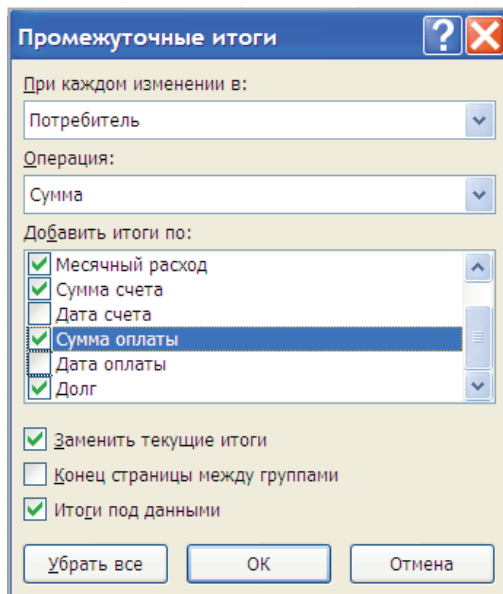 Промежуточные итоги
При каждом изменении в:
Потребитель
Операция:
Сумма
Добавить итоги по:
Месячный расход
Сумма счета
Дата счета
Сумма оплаты
Дата оплаты
Долг
Заменить текущие итоги
Конец страницы между группами
Итоги под данными
Убрать все ОК Отмена